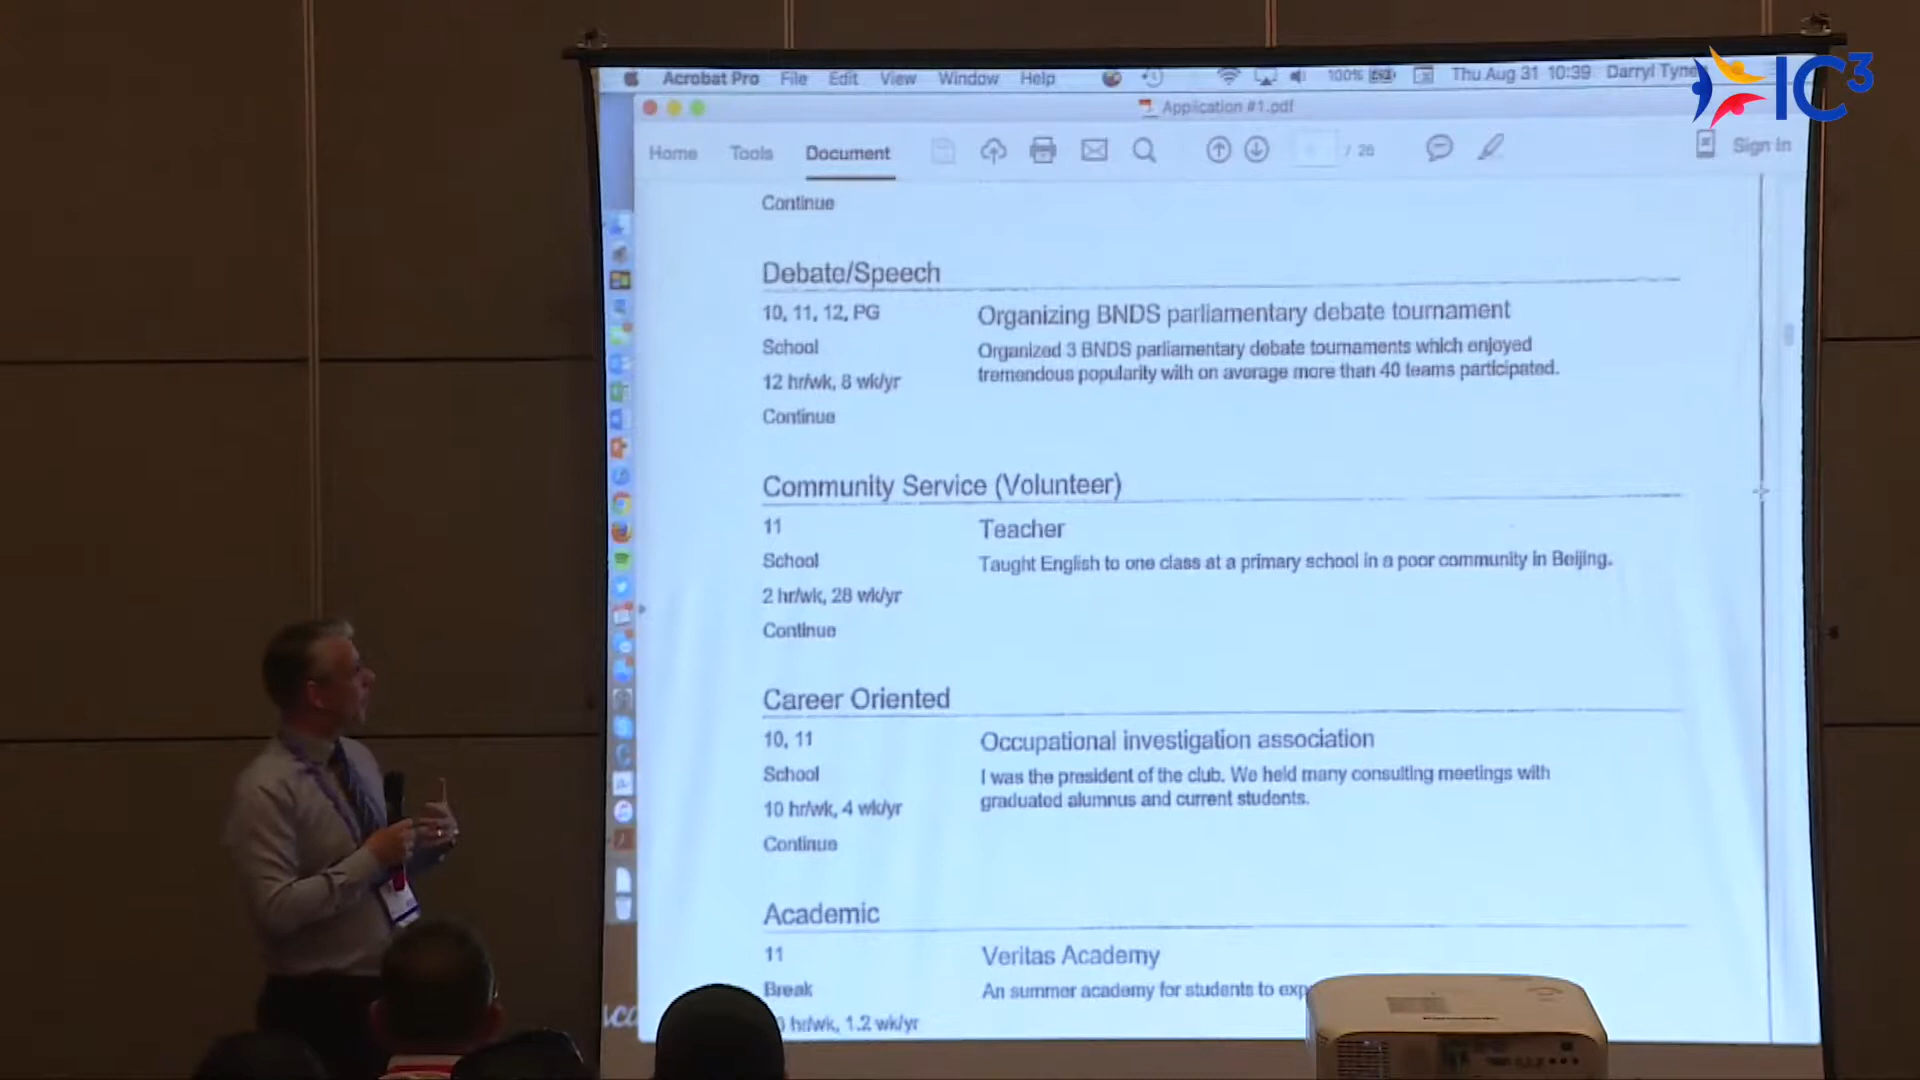 Acrobat Pro File Edit View Window Help 100% Thu Aug 31 10:39 Darryl
IC3
Application #1.pdf
Home Tools Document / 26 Sign In
Continue
Debate/Speech
10, 11, 12, PG
Organizing BNDS parliamentary debate tournament
School
Organized 3 BNDS parliamentary debate tournaments which enjoyed
tremendous popularity with on average more than 40 teams participated.
12 hr/wk, 8 wk/yr
Continue
Community Service (Volunteer)
11
Teacher
School
Taught English to one class at a primary school in a poor community in Beijing.
2 hr/wk, 28 wk/yr
Continue
Career Oriented
10, 11
Occupational investigation association
School
I was the president of the club. We held many consulting meetings with
graduated alumnus and current students.
10 hr/wk, 4 wk/yr
Continue
Academic
11
Veritas Academy
Break
An summer academy for students to
hr/wk, 1.2 wk/yr
Panasonic